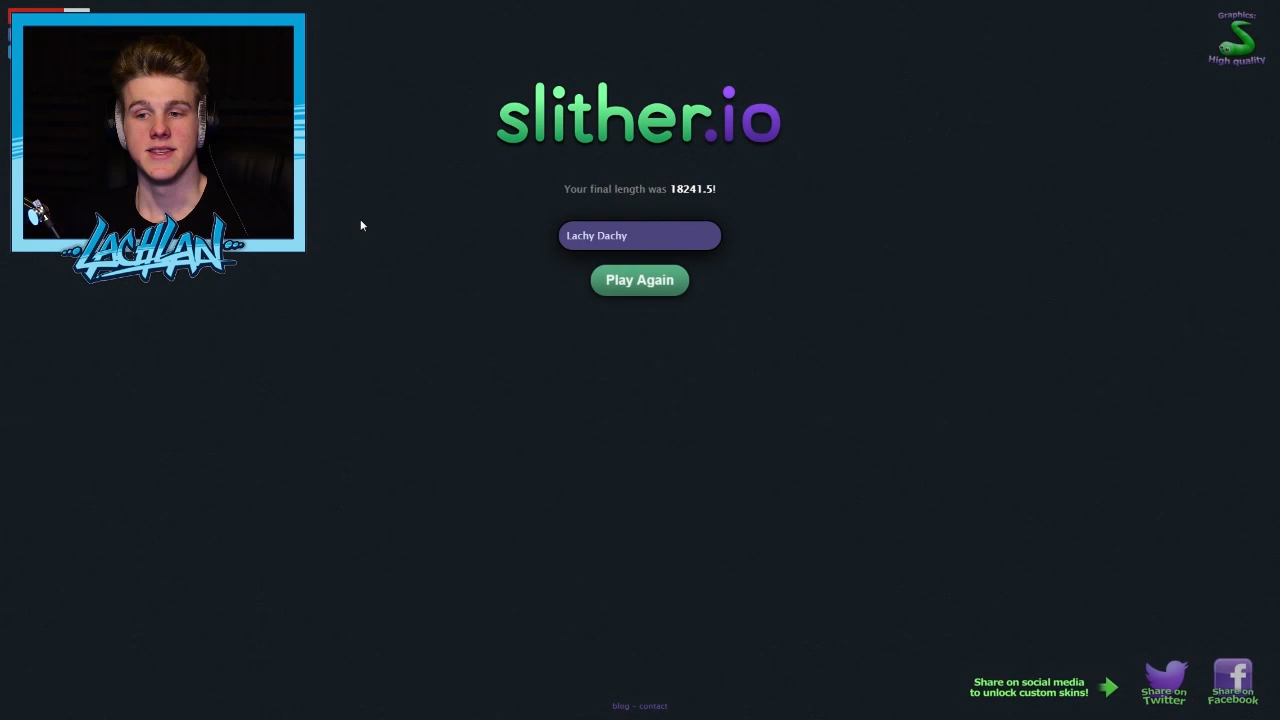 LACHLAN
slither.io
Your final length was 18241.5!
Lachy Dachy
Play Again
Graphics:
High quality
Share on social media
to unlock custom skins!
Share on
Twitter
Share on
Facebook
blog - contact